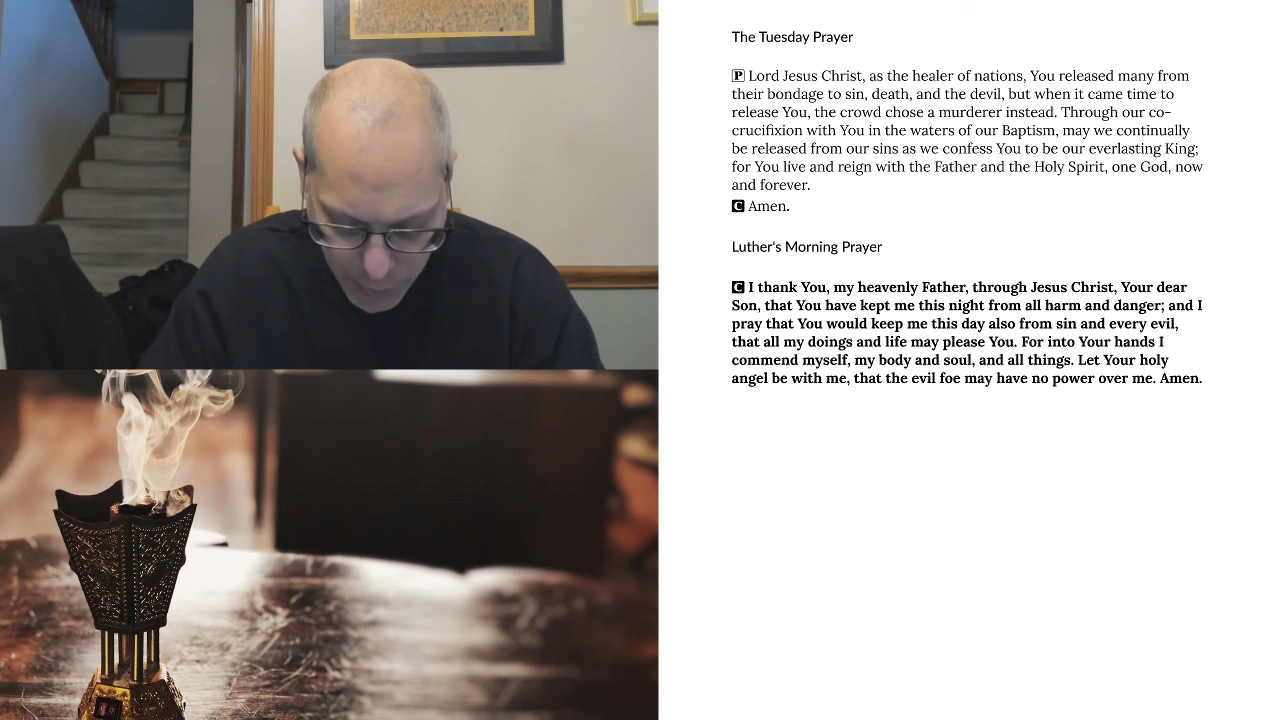 The Tuesday Prayer
P Lord Jesus Christ, as the healer of nations, You released many from
their bondage to sin, death, and the devil, but when it came time to
release You, the crowd chose a murderer instead. Through our co-
crucifixion with You in the waters of our Baptism, may we continually
be released from our sins as we confess You to be our everlasting King;
for You live and reign with the Father and the Holy Spirit, one God, now
and forever.
C Amen.
Luther's Morning Prayer
C I thank You, my heavenly Father, through Jesus Christ, Your dear
Son, that You have kept me this night from all harm and danger; and I
pray that You would keep me this day also from sin and every evil,
that all my doings and life may please You. For into Your hands I
commend myself, my body and soul, and all things. Let Your holy
angel be with me, that the evil foe may have no power over me. Amen.